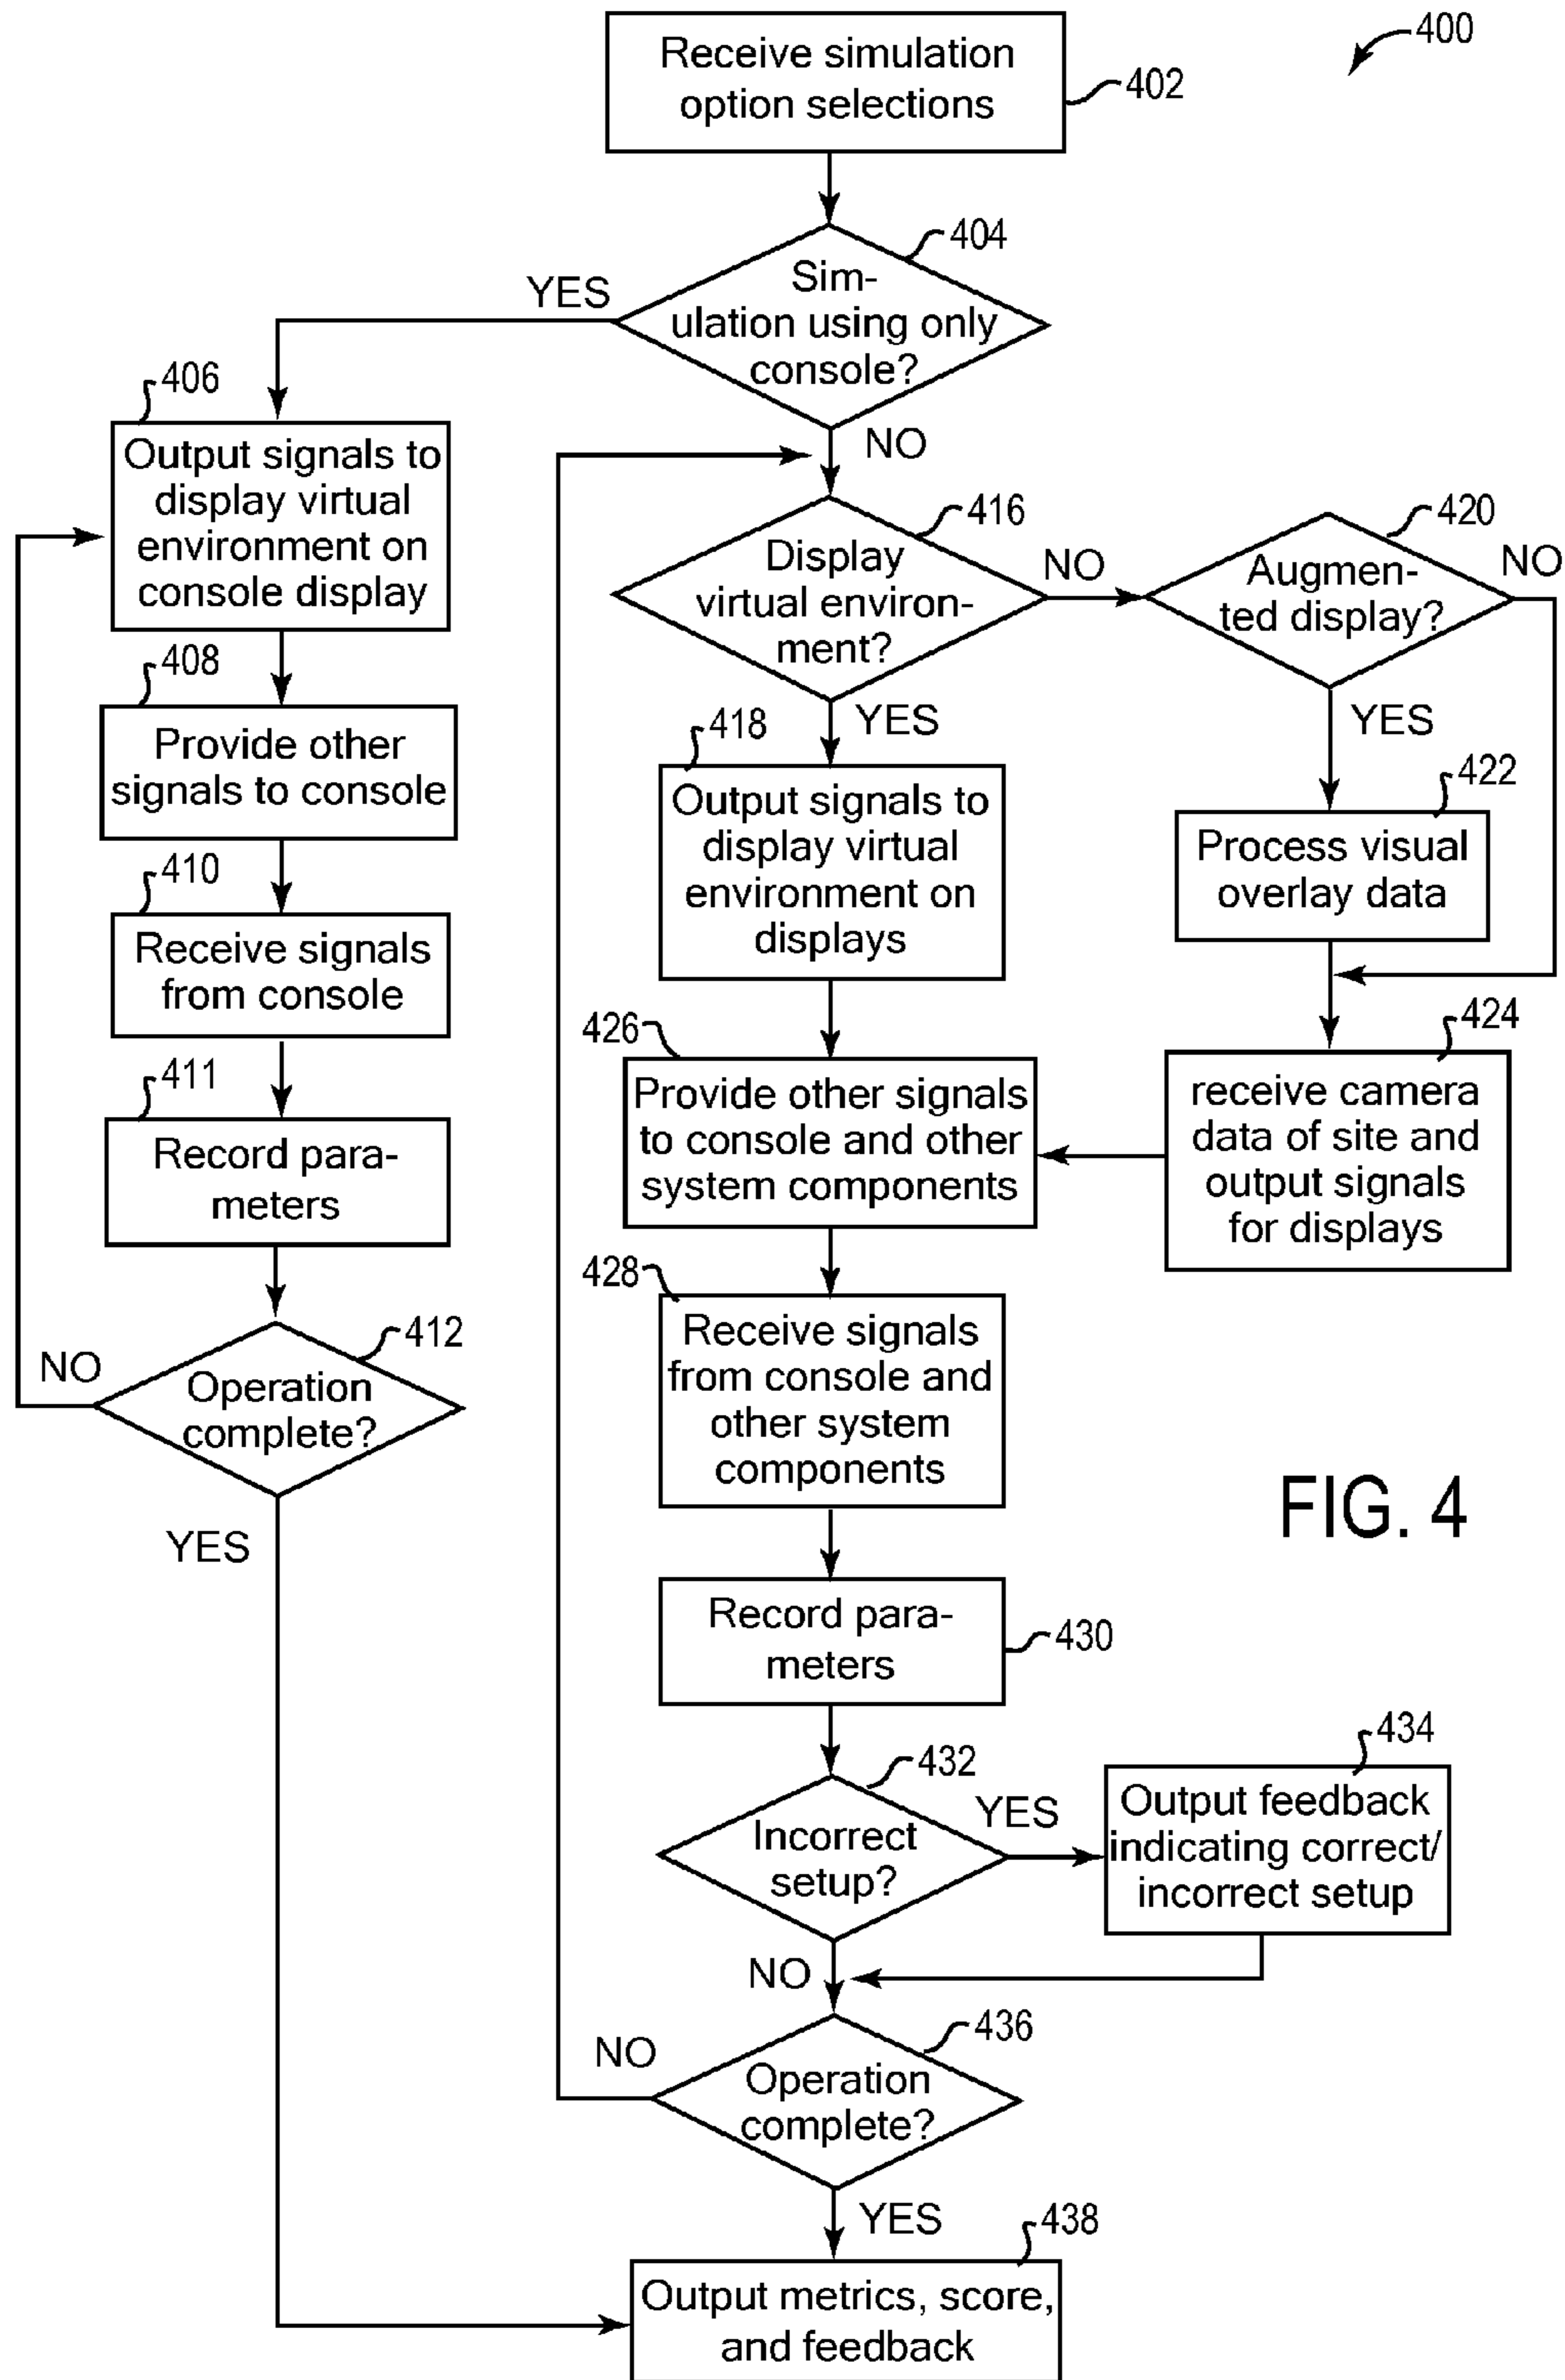 400
Receive simulation
option selections
402
404
Sim-
ulation using only
console?
YES
NO
406
Output signals to
display virtual
environment on
console display
408
Provide other
signals to console
410
Receive signals
from console
411
Record para-
meters
412
Operation
complete?
NO
YES
416
Display
virtual environ-
ment?
NO
YES
420
Augmen-
ted display?
NO
YES
418
Output signals to
display virtual
environment on
displays
422
Process visual
overlay data
424
receive camera
data of site and
output signals
for displays
426
Provide other signals
to console and other
system components
428
Receive signals
from console and
other system
components
FIG. 4
Record para-
meters
430
432
Incorrect
setup?
YES
NO
434
Output feedback
indicating correct/
incorrect setup
436
Operation
complete?
NO
YES
438
Output metrics, score,
and feedback